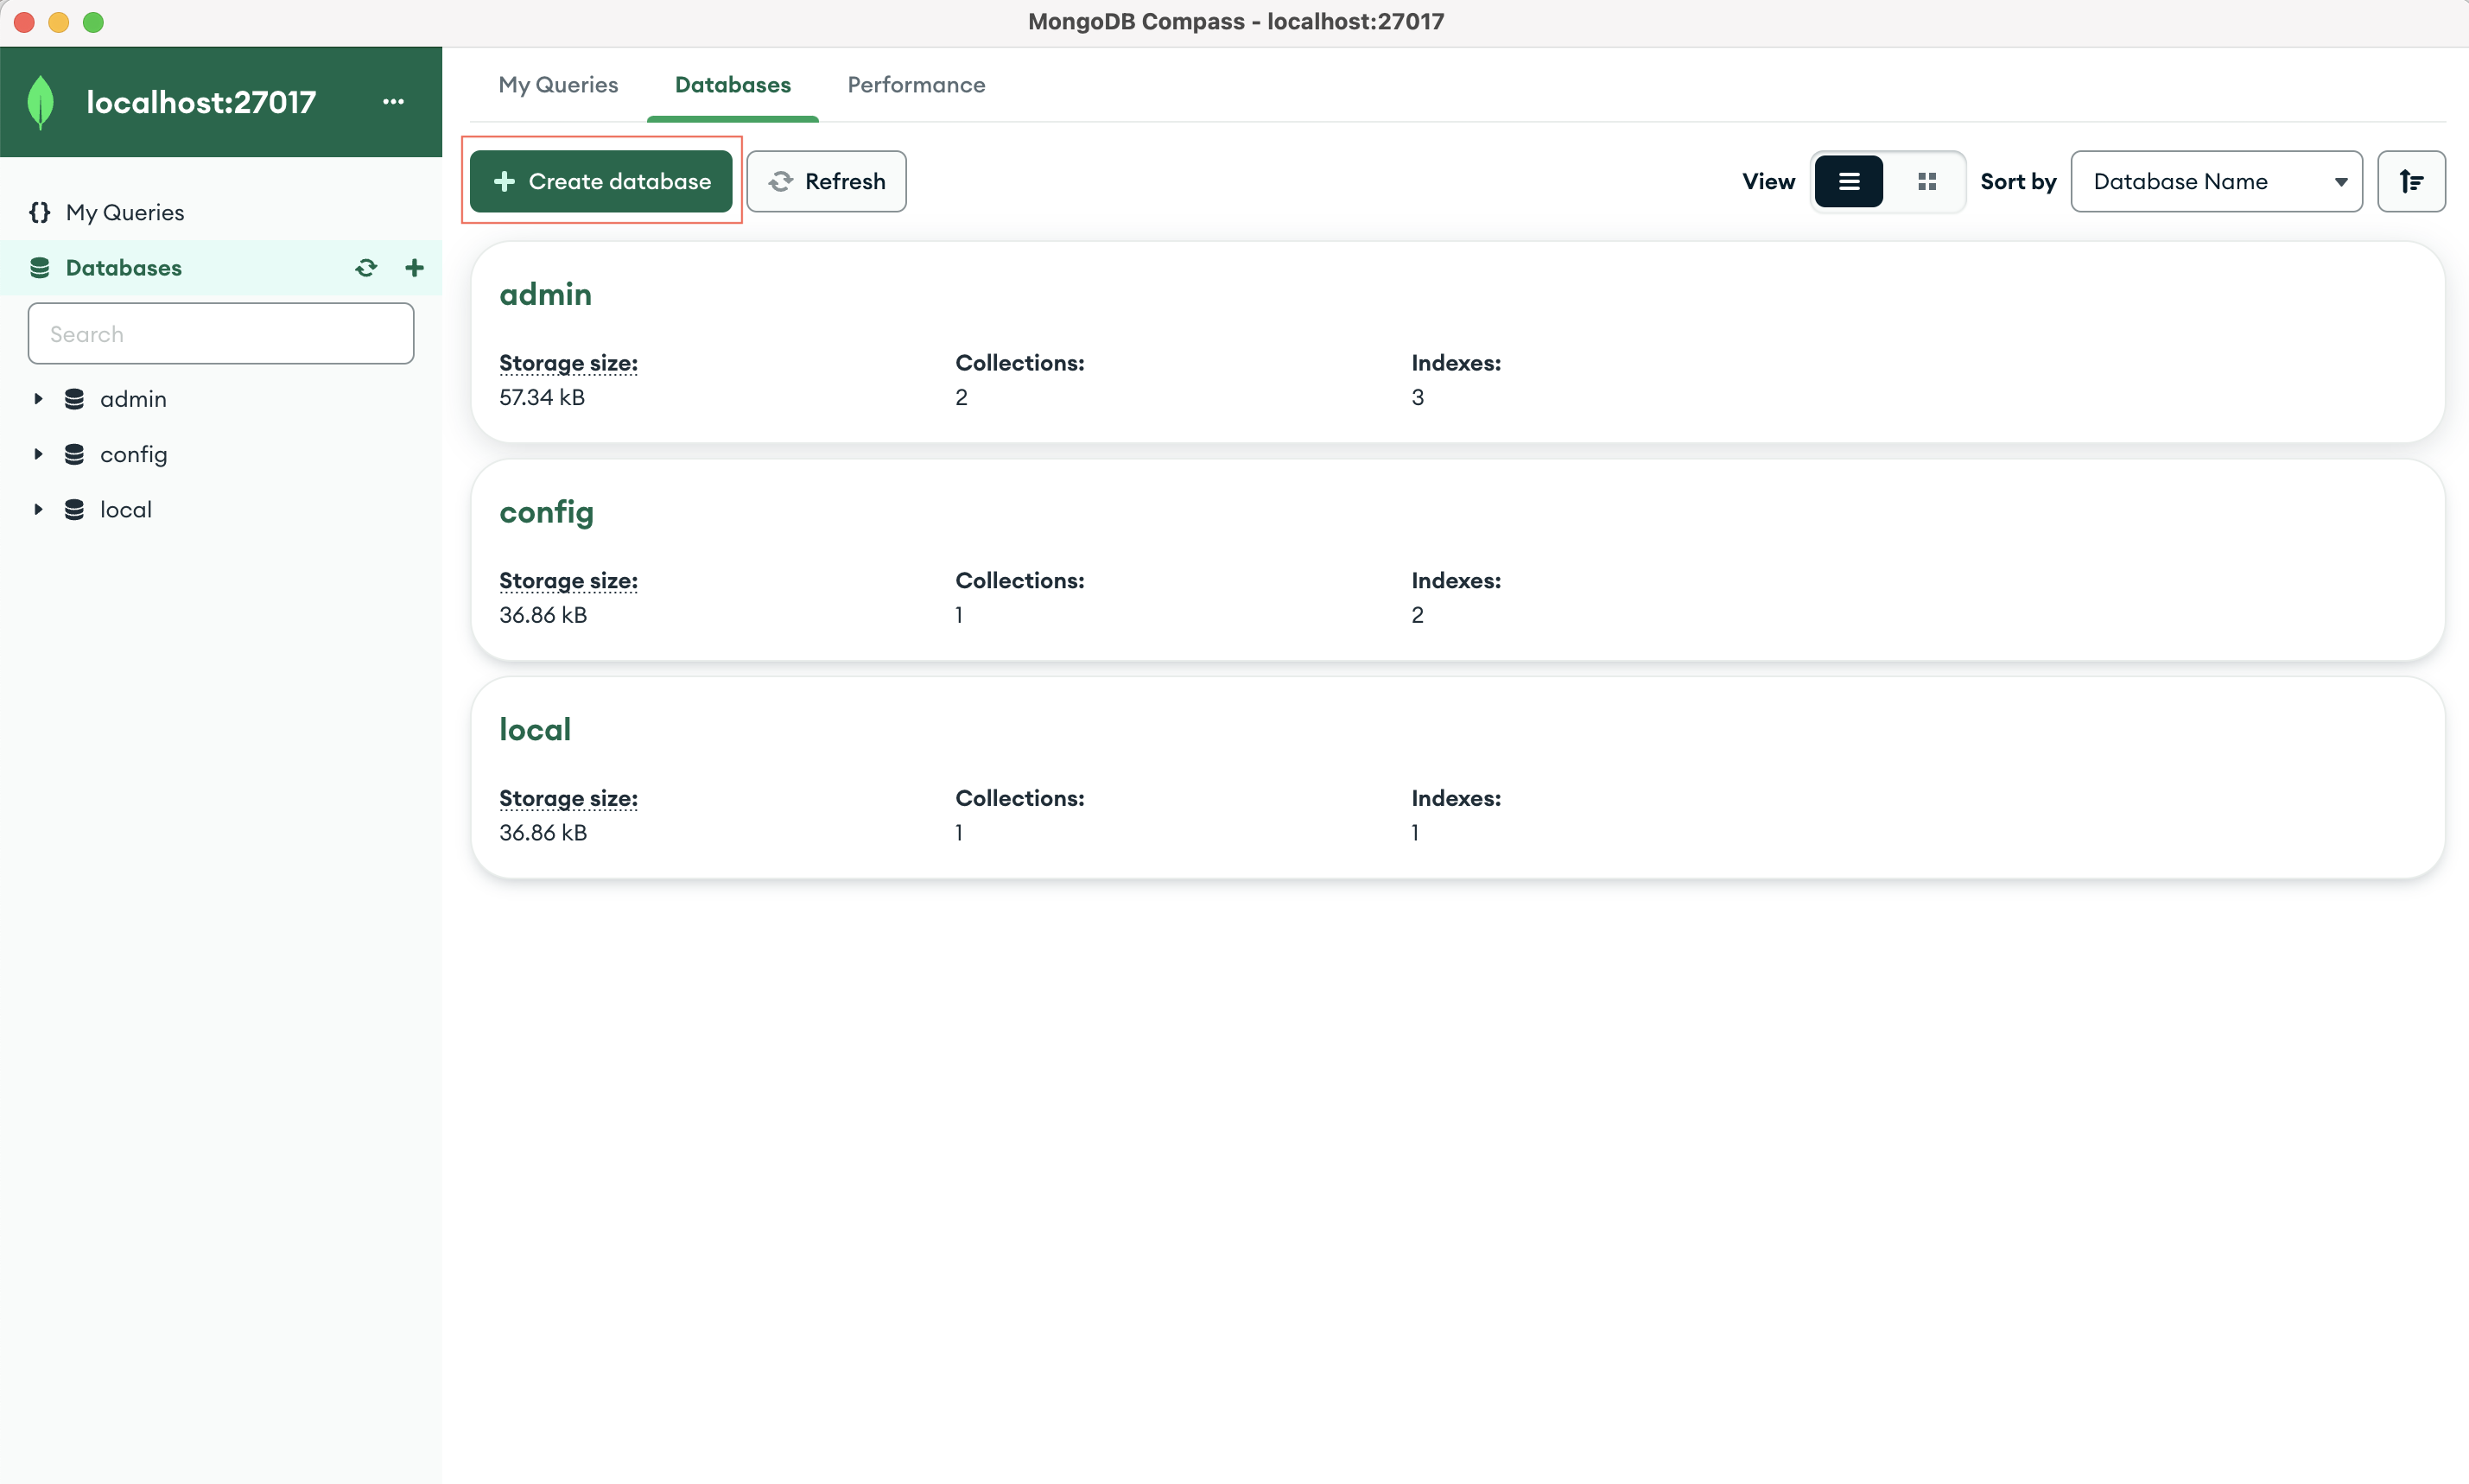 MongoDB Compass - localhost:27017
localhost:27017
My Queries
Databases
Search
admin
config
local
My Queries Databases Performance
Create database Refresh View Sort by Database Name
admin
Storage size: Collections: Indexes:
57.34 kB 2 3
config
Storage size: Collections: Indexes:
36.86 kB 1 2
local
Storage size: Collections: Indexes:
36.86 kB 1 1